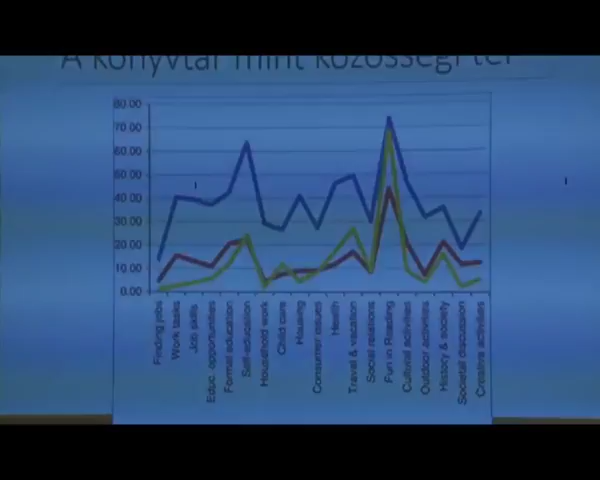 A könyvtár mint közösségi tér
80.00
70.00
60.00
50.00
40.00
30.00
20.00
10.00
0.00
Finding jobs
Work tasks
Job skills
Educ. opportunities
Formal education
Self-education
Household work
Child care
Housing
Consumer issues
Health
Travel & vacation
Social relations
Fun in Reading
Cultural activities
Outdoor activities
History & society
Societal discussion
Creative activities